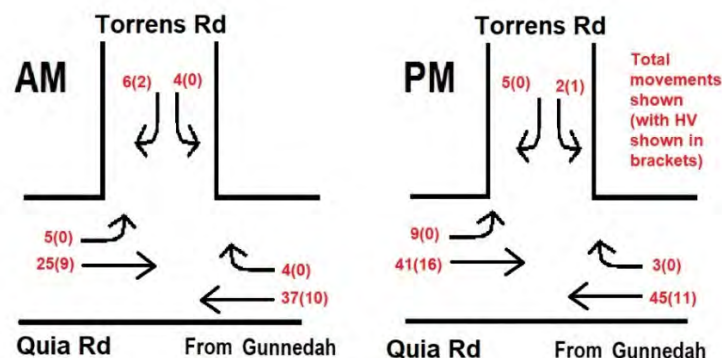 Torrens Rd
AM
6(2) 4(0)
5(0)
25(9)
4(0)
37(10)
Quia Rd
From Gunnedah
Torrens Rd
PM
5(0) 2(1)
Total
movements
shown
(with HV
shown in
brackets)
9(0)
41(16)
3(0)
45(11)
Quia Rd
From Gunnedah